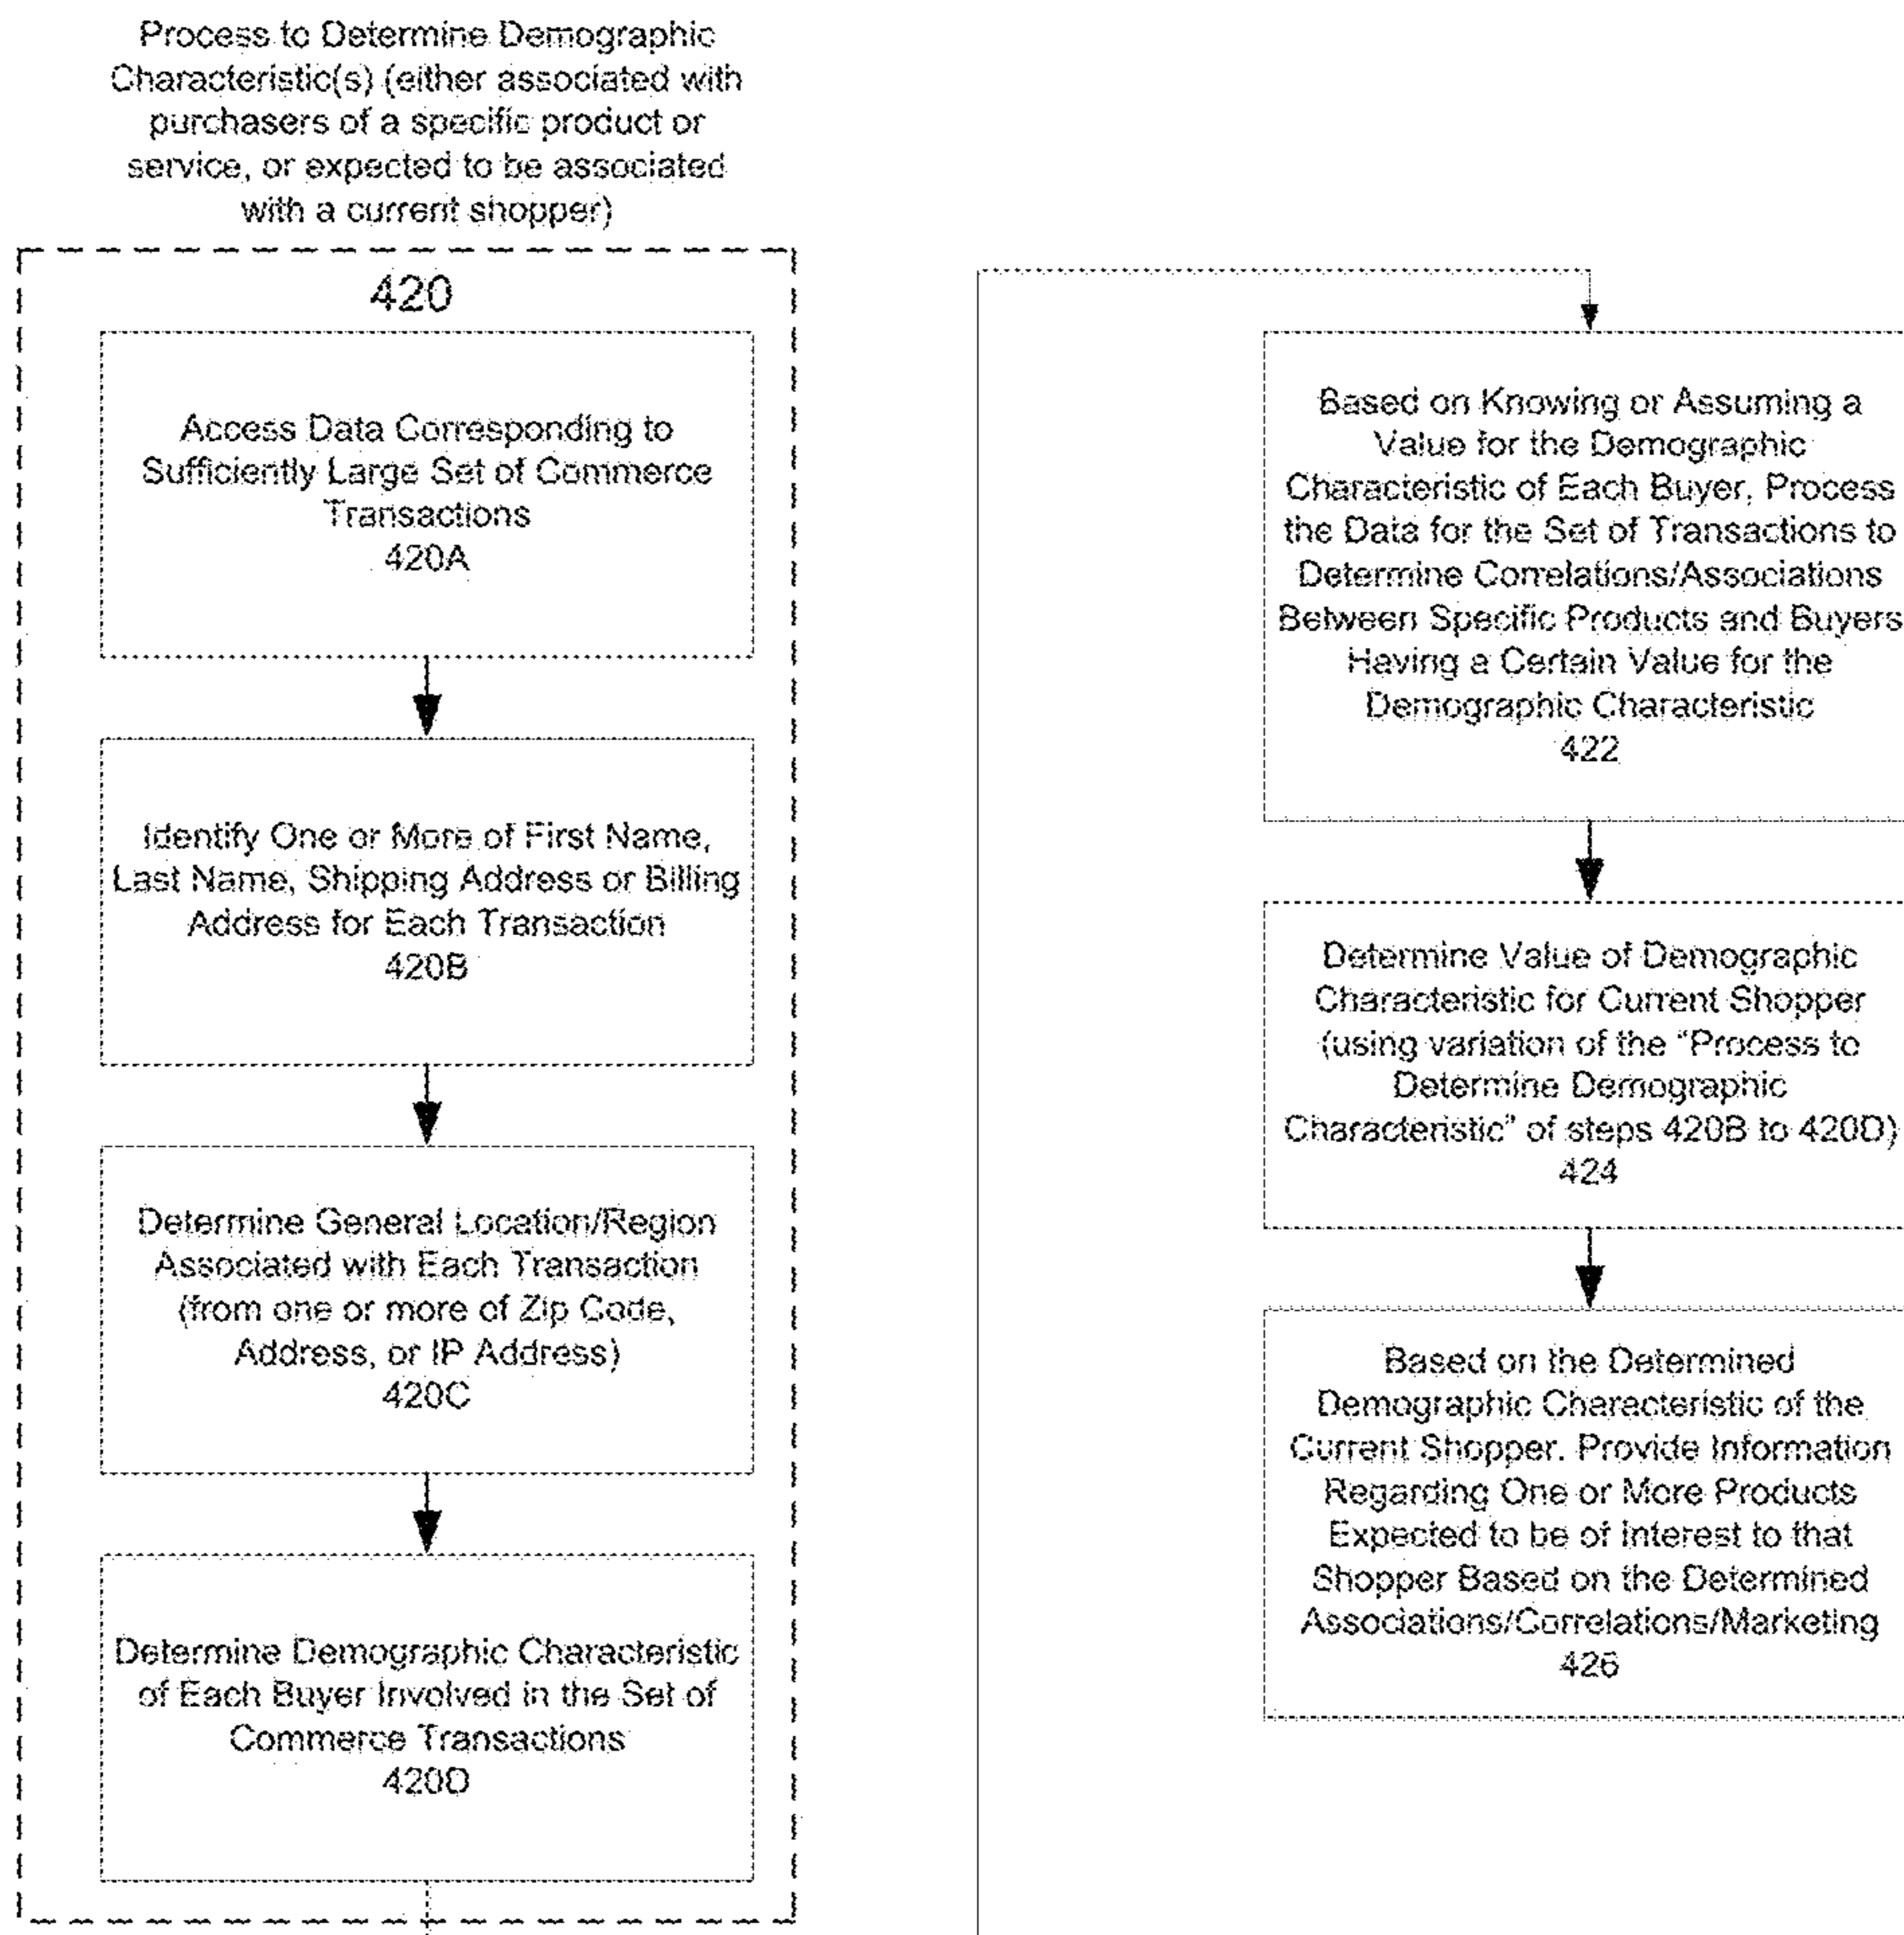 Process to Determine Demographic
Characteristic(s) (either associated with
purchasers of a specific product or
service, or expected to be associated
with a current shopper)
420
Access Data Corresponding to
Sufficiently Large Set of Commerce
Transactions
420A
Identify One or More of First Name,
Last Name, Shipping Address or Billing
Address for Each Transaction
420B
Determine General Location/Region
Associated with Each Transaction
(from one or more of Zip Code,
Address, or IP Address)
420C
Determine Demographic Characteristic
of Each Buyer Involved in the Set of
Commerce Transactions
420D
Based on Knowing or Assuming a
Value for the Demographic
Characteristic of Each Buyer, Process
the Data for the Set of Transactions to
Determine Correlations/Associations
Between Specific Products and Buyers
Having a Certain Value for the
Demographic Characteristic
422
Determine Value of Demographic
Characteristic for Current Shopper
(using variation of the "Process to
Determine Demographic
Characteristic" of steps 420B to 420D)
424
Based on the Determined
Demographic Characteristic of the
Current Shopper. Provide Information
Regarding One or More Products
Expected to be of Interest to that
Shopper Based on the Determined
Associations/Correlations/Marketing
426